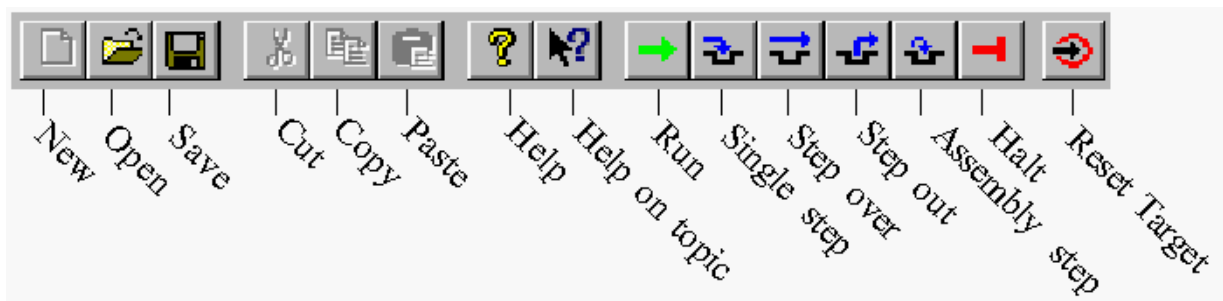 New
Open
Save
Cut
Copy
Paste
Help
Help on topic
Run
Single step
Step over
Step out
Assembly step
Halt
Reset Target